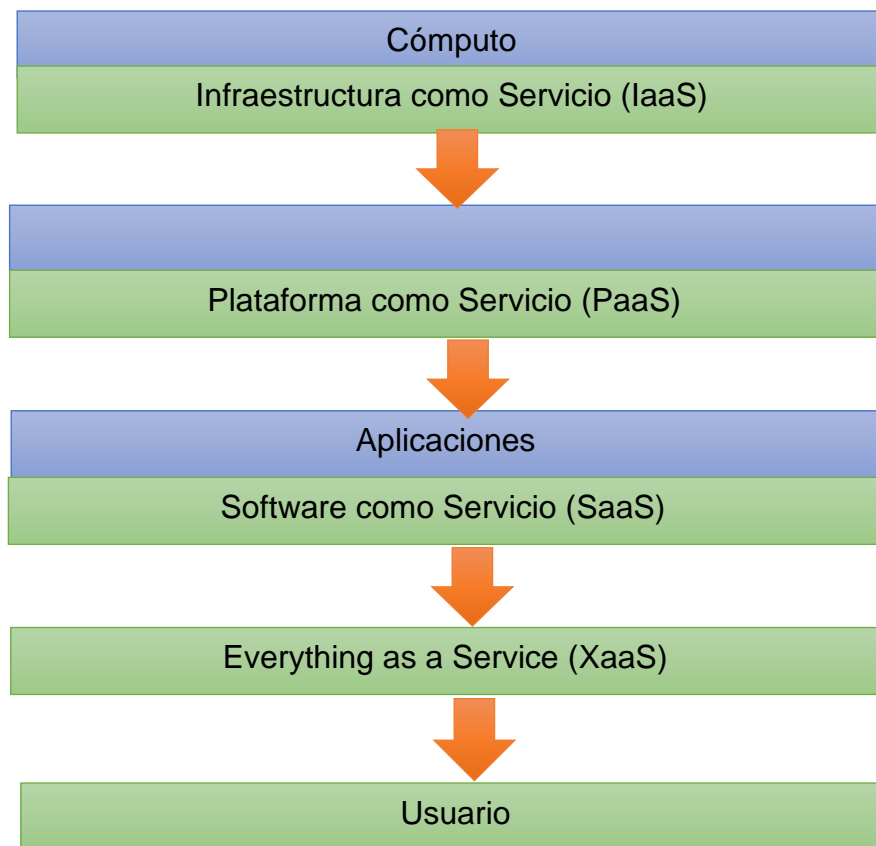 Cómputo
Infraestructura como Servicio (IaaS)
Plataforma como Servicio (PaaS)
Aplicaciones
Software como Servicio (SaaS)
Everything as a Service (XaaS)
Usuario